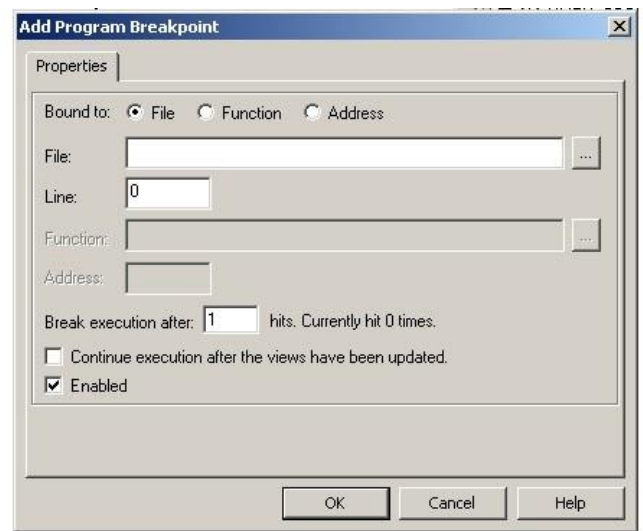 Add Program Breakpoint
Properties
Bound to: File Function Address
File: ...
Line: 0
Function: ...
Address:
Break execution after: 1 hits. Currently hit 0 times.
Continue execution after the views have been updated.
Enabled
OK Cancel Help